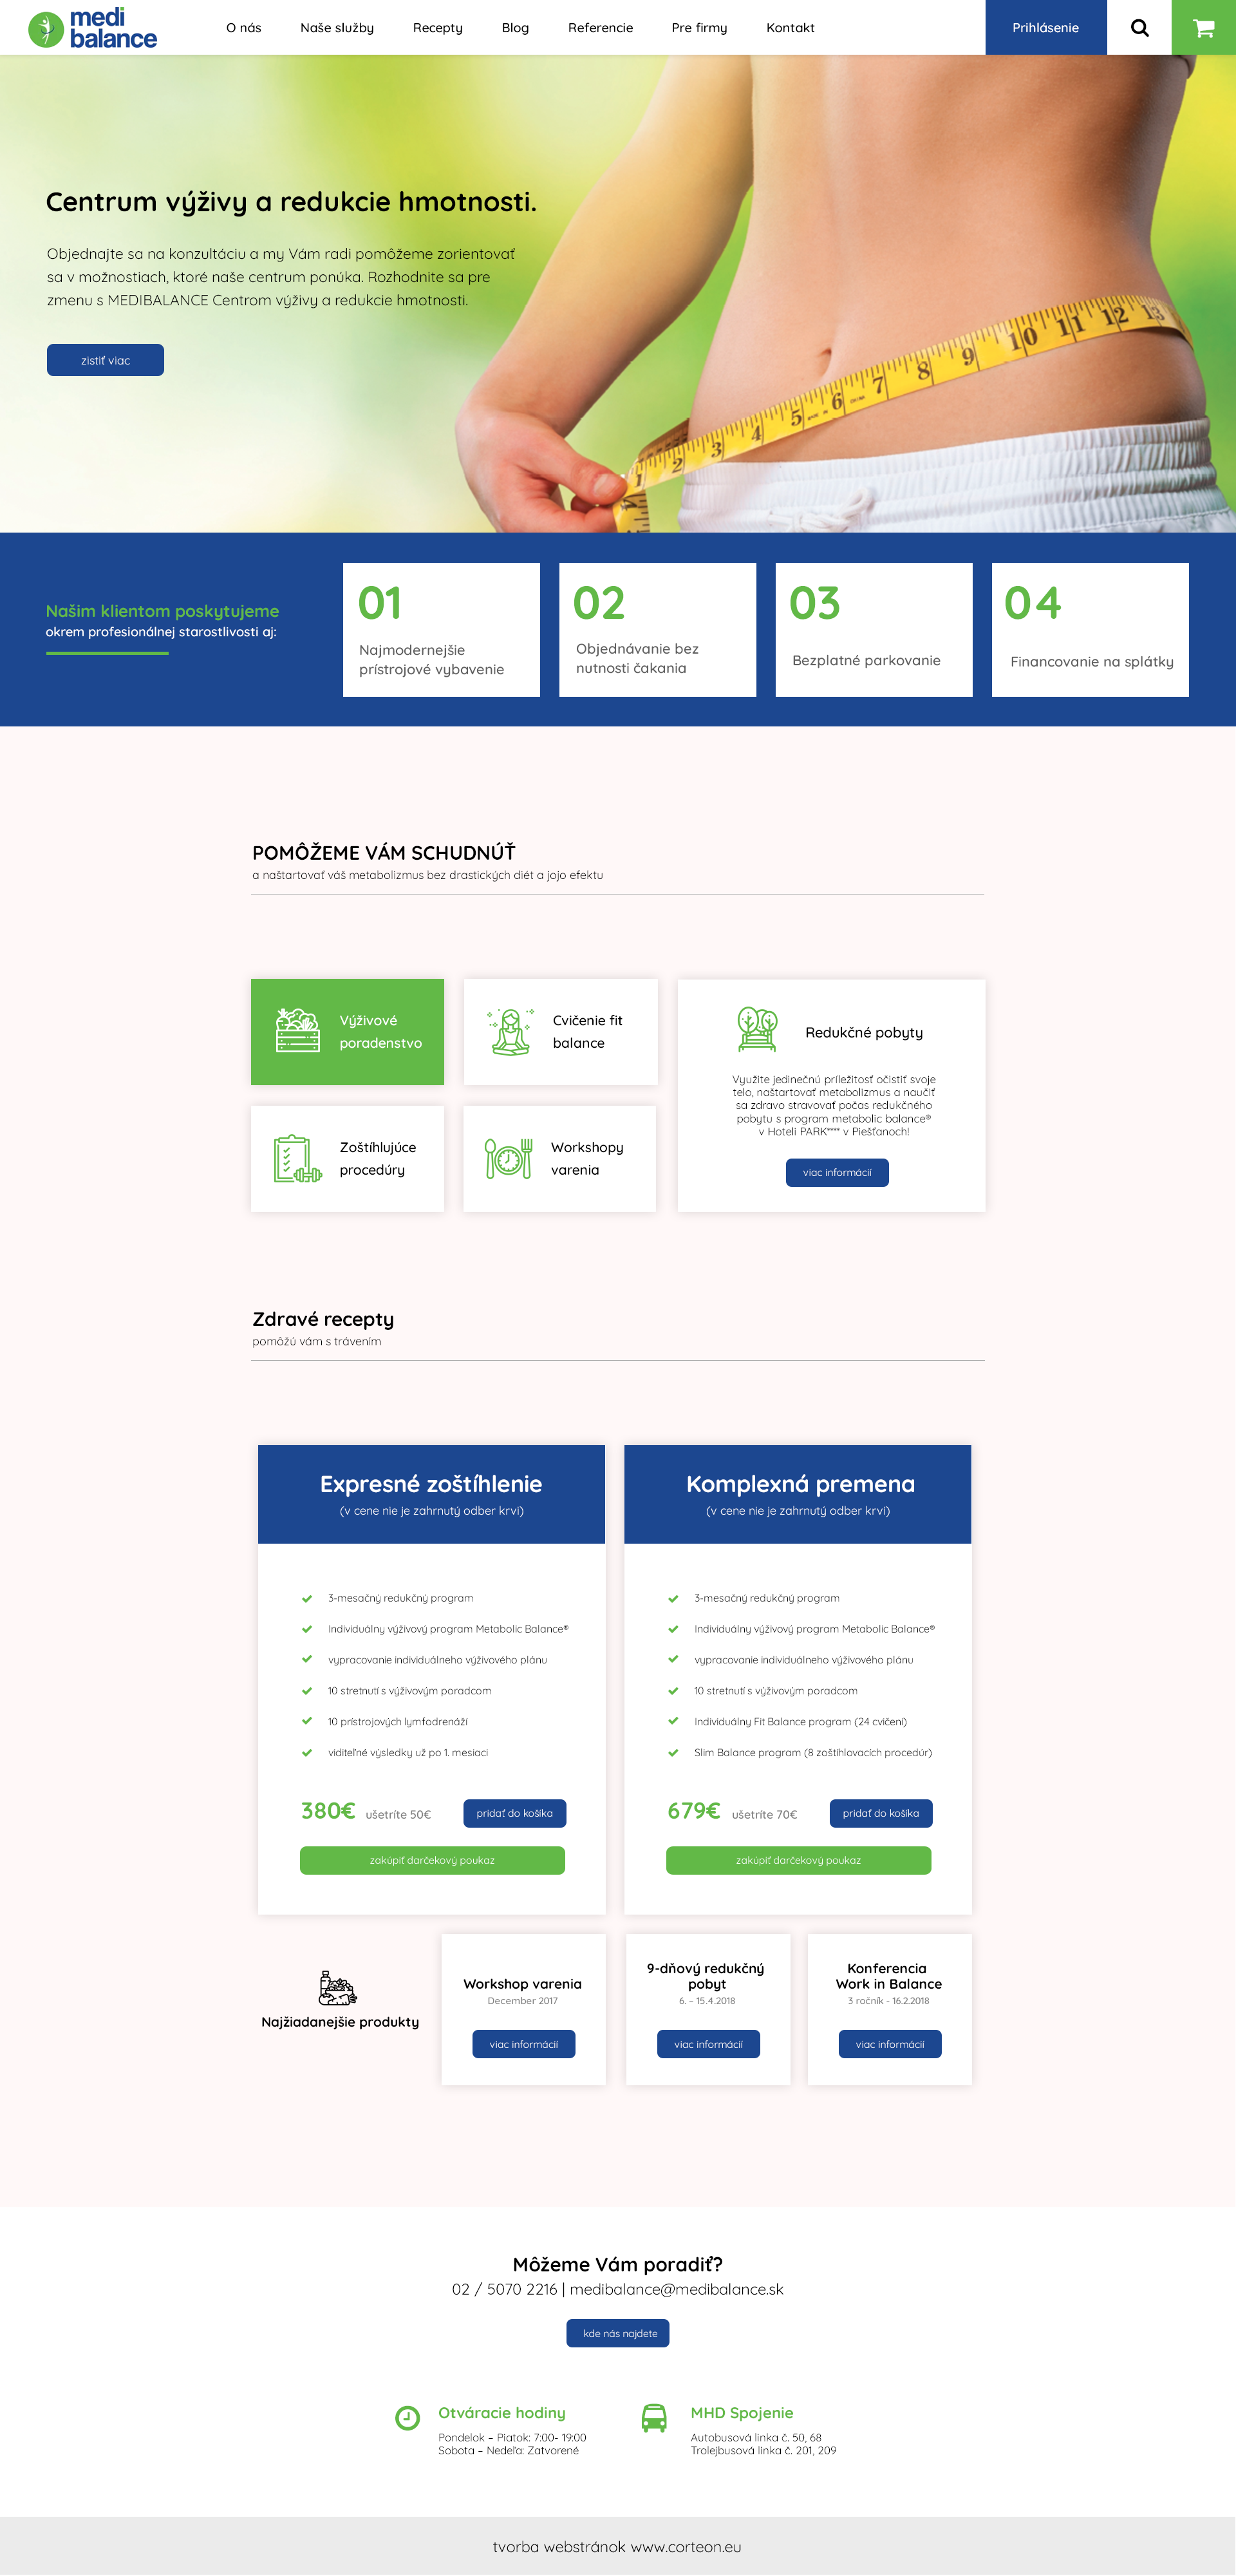 medi
balance
O nás
Naše služby
Recepty
Blog
Referencie
Pre firmy
Kontakt
Prihlásenie
Centrum výživy a redukcie hmotnosti.
Objednajte sa na konzultáciu a my Vám radi pomôžeme zorientovať
sa v možnostiach, ktoré naše centrum ponúka. Rozhodnite sa pre
zmenu s MEDIBALANCE Centrom výživy a redukcie hmotnosti.
zistiť viac
2 3 4 5 6 7 8 9 10 11 12 13
Našim klientom poskytujeme
okrem profesionálnej starostlivosti aj:
01
Najmodernejšie
prístrojové vybavenie
02
Objednávanie bez
nutnosti čakania
03
Bezplatné parkovanie
04
Financovanie na splátky
POMÔŽEME VÁM SCHUDNÚŤ
a naštartovať váš metabolizmus bez drastických diét a jojo efektu
Výživové
poradenstvo
Cvičenie fit
balance
Zoštíhlujúce
procedúry
Workshopy
varenia
Redukčné pobyty
Využite jedinečnú príležitosť očistiť svoje
telo, naštartovať metabolizmus a naučiť
sa zdravo stravovať počas redukčného
pobytu s program metabolic balance®
v Hoteli PARK**** v Piešťanoch!
viac informácií
Zdravé recepty
pomôžú vám s trávením
Expresné zoštíhlenie
(v cene nie je zahrnutý odber krvi)
3-mesačný redukčný program
Individuálny výživový program Metabolic Balance®
vypracovanie individuálneho výživového plánu
10 stretnutí s výživovým poradcom
10 prístrojových lymfodrenáží
viditeľné výsledky už po 1. mesiaci
380€ ušetríte 50€
pridať do košíka
zakúpiť darčekový poukaz
Komplexná premena
(v cene nie je zahrnutý odber krvi)
3-mesačný redukčný program
Individuálny výživový program Metabolic Balance®
vypracovanie individuálneho výživového plánu
10 stretnutí s výživovým poradcom
Individuálny Fit Balance program (24 cvičení)
Slim Balance program (8 zoštíhlovacích procedúr)
679€ ušetríte 70€
pridať do košíka
zakúpiť darčekový poukaz
Najžiadanejšie produkty
Workshop varenia
December 2017
viac informácií
9-dňový redukčný
pobyt
6. – 15.4.2018
viac informácií
Konferencia
Work in Balance
3 ročník - 16.2.2018
viac informácií
Môžeme Vám poradiť?
02 / 5070 2216 | medibalance@medibalance.sk
kde nás najdete
Otváracie hodiny
Pondelok – Piatok: 7:00- 19:00
Sobota – Nedeľa: Zatvorené
MHD Spojenie
Autobusová linka č. 50, 68
Trolejbusová linka č. 201, 209
tvorba webstránok www.corteon.eu